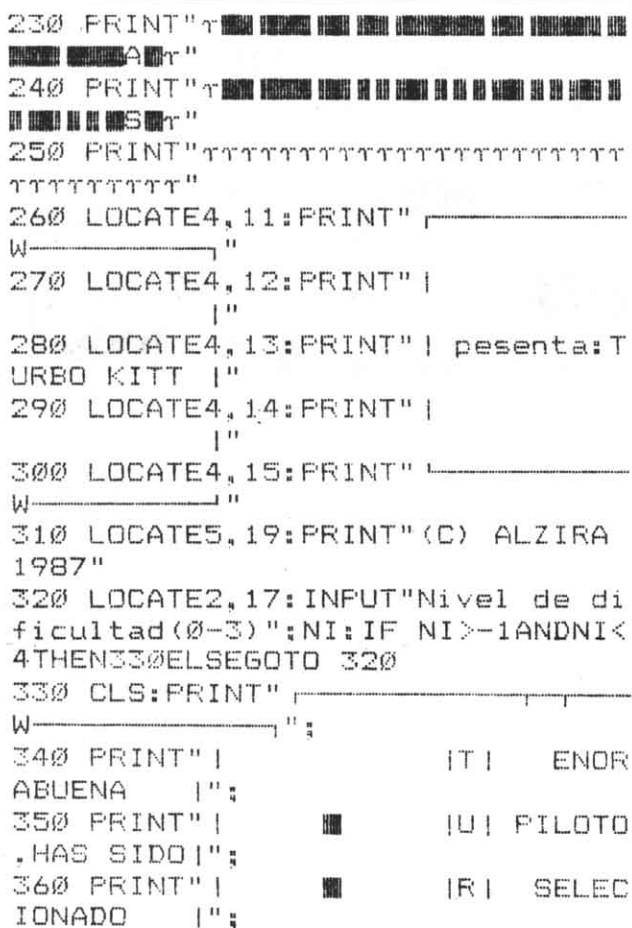 230 PRINT"♈■■■■ ■■■■■■ ■■■ ■■■ ■■■■■■ ■■■■■ ■■■■■■ ■■
■■■■■ ■■■■■A■♈"
240 PRINT"♈■■■ ■■■■■ ■■■ ■ ■■ ■■■■ ■ ■ ■ ■■■ ■ ■ ■■■ ■
■ ■■■ ■ ■ ■■S■♈"
250 PRINT"♈♈♈♈♈♈♈♈♈♈♈♈♈♈♈♈♈♈♈♈♈♈
♈♈♈♈♈♈♈♈♈"
260 LOCATE4,11:PRINT" ┌────────────
W───────────┐"
270 LOCATE4,12:PRINT"|
            |"
280 LOCATE4,13:PRINT"| pesenta:T
URBO KITT  |"
290 LOCATE4,14:PRINT"|
            |"
300 LOCATE4,15:PRINT" └────────────
W───────────┘"
310 LOCATE5,19:PRINT"(C) ALZIRA
1987"
320 LOCATE2,17:INPUT"Nivel de di
ficultad(0-3)";NI:IF NI>-1ANDNI<
4THEN330ELSEGOTO 320
330 CLS:PRINT" ┌──────────────┬─┬───
W──────────────┐";
340 PRINT"|              |T|   ENOR
ABUENA    |";
350 PRINT"|      ■       |U| PILOTO
,HAS SIDO|";
360 PRINT"|      ■       |R|  SELEC
IONADO    |";